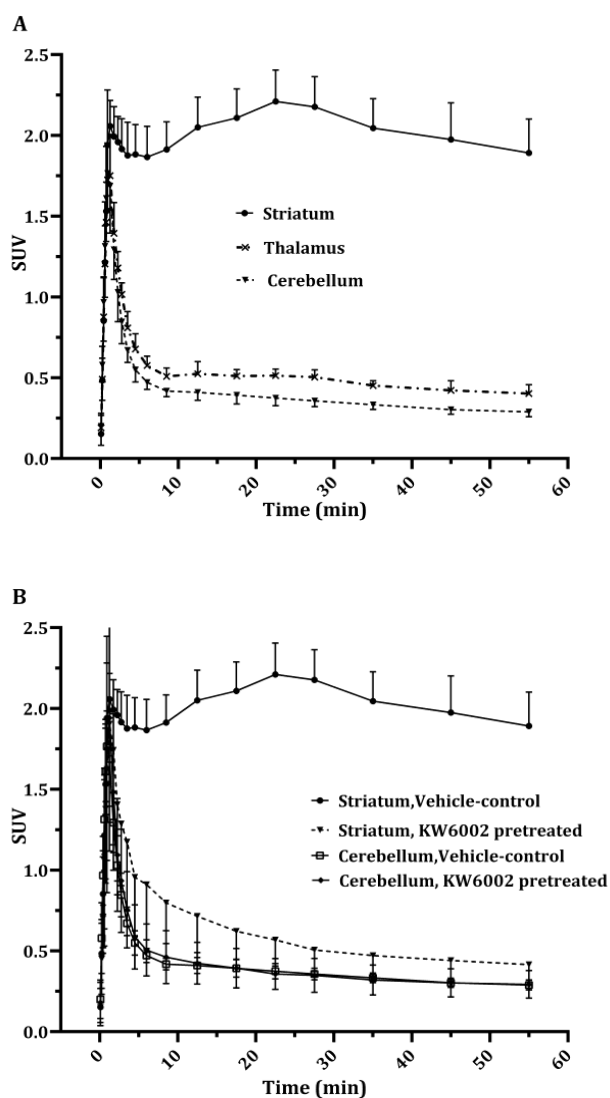 A
2.5
2.0
1.5
1.0
0.5
0.0
SUV
Striatum
Thalamus
Cerebellum
0
10
20
30
40
50
60
Time (min)
B
2.5
2.0
1.5
1.0
0.5
0.0
SUV
Striatum,Vehicle-control
Striatum, KW6002 pretreated
Cerebellum,Vehicle-control
Cerebellum, KW6002 pretreated
0
10
20
30
40
50
60
Time (min)